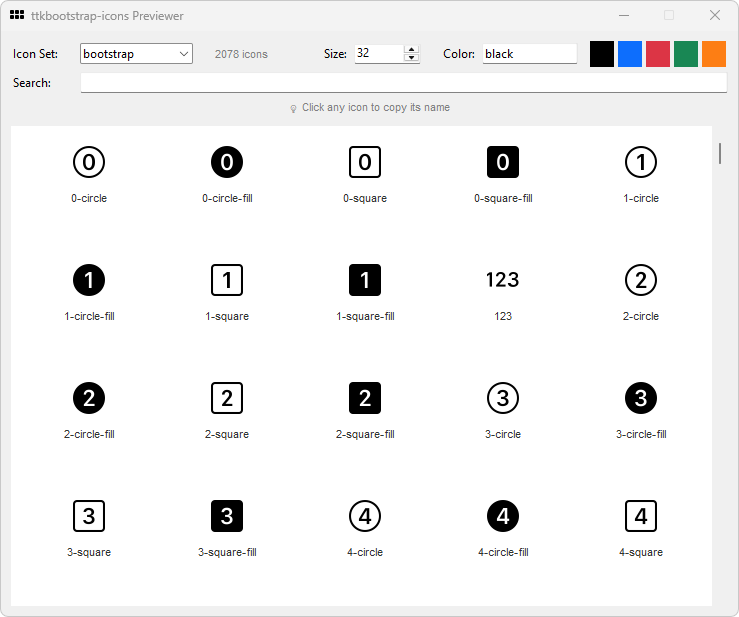 ttkbootstrap-icons Previewer
Icon Set: bootstrap 2078 icons Size: 32 Color: black
Search:
Click any icon to copy its name
0 0 0 0 1
0-circle 0-circle-fill 0-square 0-square-fill 1-circle
1 1 1 123 2
1-circle-fill 1-square 1-square-fill 123 2-circle
2 2 2 3 3
2-circle-fill 2-square 2-square-fill 3-circle 3-circle-fill
3 3 4 4 4
3-square 3-square-fill 4-circle 4-circle-fill 4-square